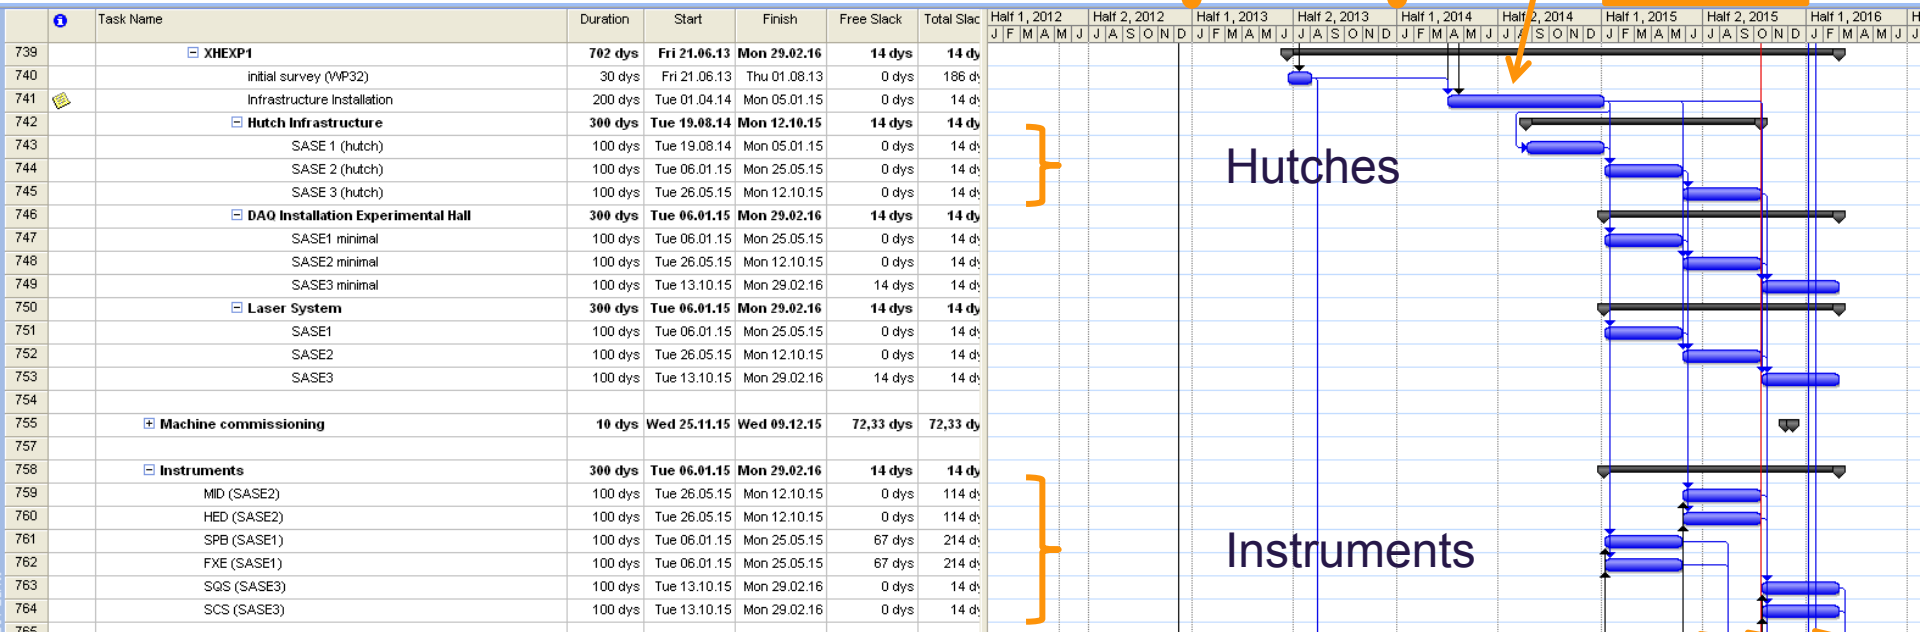 Task Name Duration Start Finish Free Slack Total Slac Half 1, 2012 Half 2, 2012 Half 1, 2013 Half 2, 2013 Half 1, 2014 Half 2, 2014 Half 1, 2015 Half 2, 2015 Half 1, 2016 H
J F M A M J J A S O N D J F M A M J J A S O N D J F M A M J J A S O N D J F M A M J J A S O N D J F M A M J J
739 XHEXP1 702 dys Fri 21.06.13 Mon 29.02.16 14 dys 14 dy
740 initial survey (WP32) 30 dys Fri 21.06.13 Thu 01.08.13 0 dys 186 dy
741 Infrastructure Installation 200 dys Tue 01.04.14 Mon 05.01.15 0 dys 14 dy
742 Hutch Infrastructure 300 dys Tue 19.08.14 Mon 12.10.15 14 dys 14 dy
743 SASE 1 (hutch) 100 dys Tue 19.08.14 Mon 05.01.15 0 dys 14 dy
744 SASE 2 (hutch) 100 dys Tue 06.01.15 Mon 25.05.15 0 dys 14 dy
Hutches
745 SASE 3 (hutch) 100 dys Tue 26.05.15 Mon 12.10.15 0 dys 14 dy
746 DAQ Installation Experimental Hall 300 dys Tue 06.01.15 Mon 29.02.16 14 dys 14 dy
747 SASE1 minimal 100 dys Tue 06.01.15 Mon 25.05.15 0 dys 14 dy
748 SASE2 minimal 100 dys Tue 26.05.15 Mon 12.10.15 0 dys 14 dy
749 SASE3 minimal 100 dys Tue 13.10.15 Mon 29.02.16 14 dys 14 dy
750 Laser System 300 dys Tue 06.01.15 Mon 29.02.16 14 dys 14 dy
751 SASE1 100 dys Tue 06.01.15 Mon 25.05.15 0 dys 14 dy
752 SASE2 100 dys Tue 26.05.15 Mon 12.10.15 0 dys 14 dy
753 SASE3 100 dys Tue 13.10.15 Mon 29.02.16 14 dys 14 dy
754
755 Machine commissioning 10 dys Wed 25.11.15 Wed 09.12.15 72,33 dys 72,33 dy
757
758 Instruments 300 dys Tue 06.01.15 Mon 29.02.16 14 dys 14 dy
759 MID (SASE2) 100 dys Tue 26.05.15 Mon 12.10.15 0 dys 114 dy
760 HED (SASE2) 100 dys Tue 26.05.15 Mon 12.10.15 0 dys 114 dy
761 SPB (SASE1) 100 dys Tue 06.01.15 Mon 25.05.15 67 dys 214 dy
Instruments
762 FXE (SASE1) 100 dys Tue 06.01.15 Mon 25.05.15 67 dys 214 dy
763 SQS (SASE3) 100 dys Tue 13.10.15 Mon 29.02.16 0 dys 14 dy
764 SCS (SASE3) 100 dys Tue 13.10.15 Mon 29.02.16 0 dys 14 dy
765